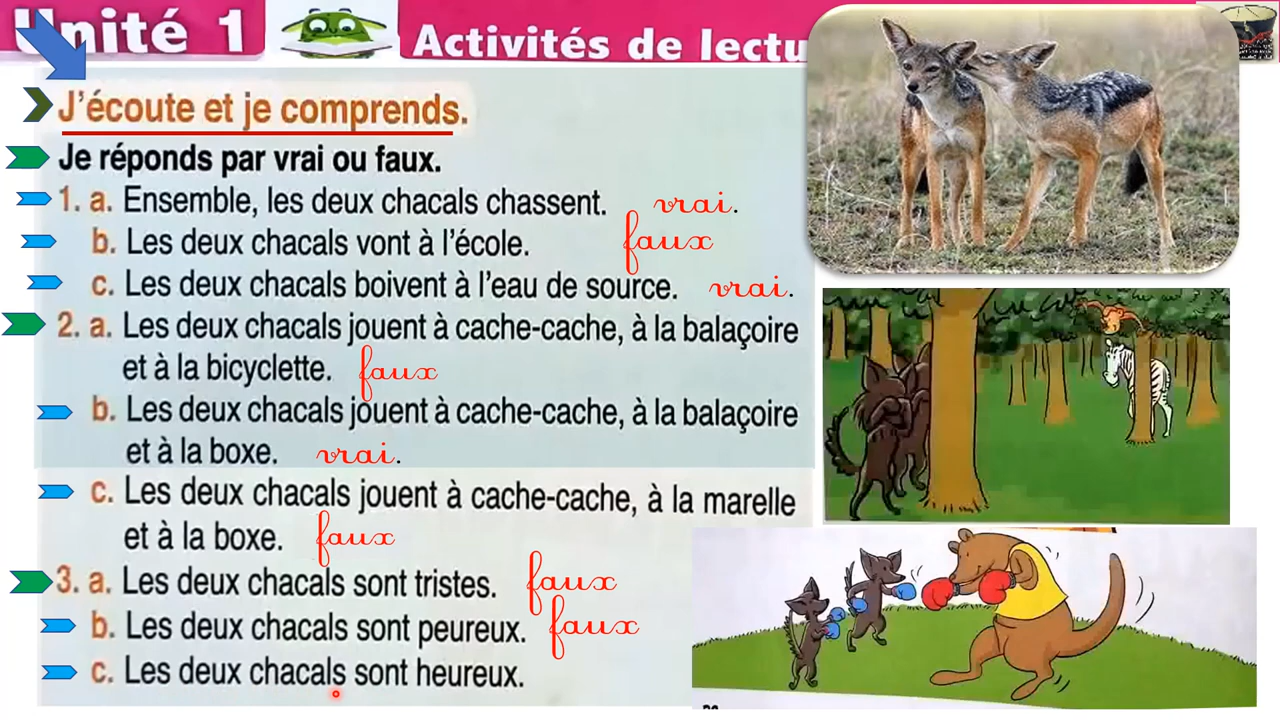 Unité 1
Activités de lectu
J'écoute et je comprends.
Je réponds par vrai ou faux.
1. a. Ensemble, les deux chacals chassent. vrai.
b. Les deux chacals vont à l'école. faux
c. Les deux chacals boivent à l'eau de source. vrai.
2. a. Les deux chacals jouent à cache-cache, à la balaçoire
et à la bicyclette. faux
b. Les deux chacals jouent à cache-cache, à la balaçoire
et à la boxe. vrai.
c. Les deux chacals jouent à cache-cache, à la marelle
et à la boxe. faux
3. a. Les deux chacals sont tristes. faux
b. Les deux chacals sont peureux. faux
c. Les deux chacals sont heureux.